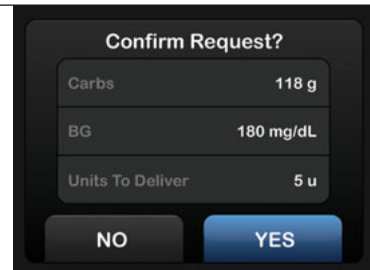 Confirm Request?
Carbs 118 g
BG 180 mg/dL
Units To Deliver 5 u
NO YES